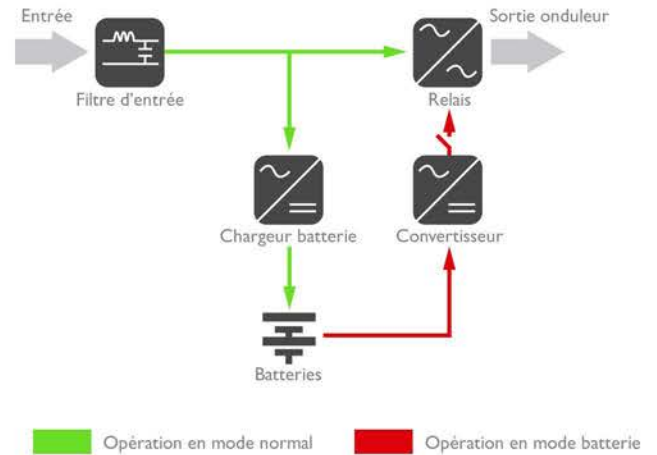 Entrée
Sortie onduleur
Filtre d'entrée
Relais
Chargeur batterie
Convertisseur
Batteries
Opération en mode normal
Opération en mode batterie